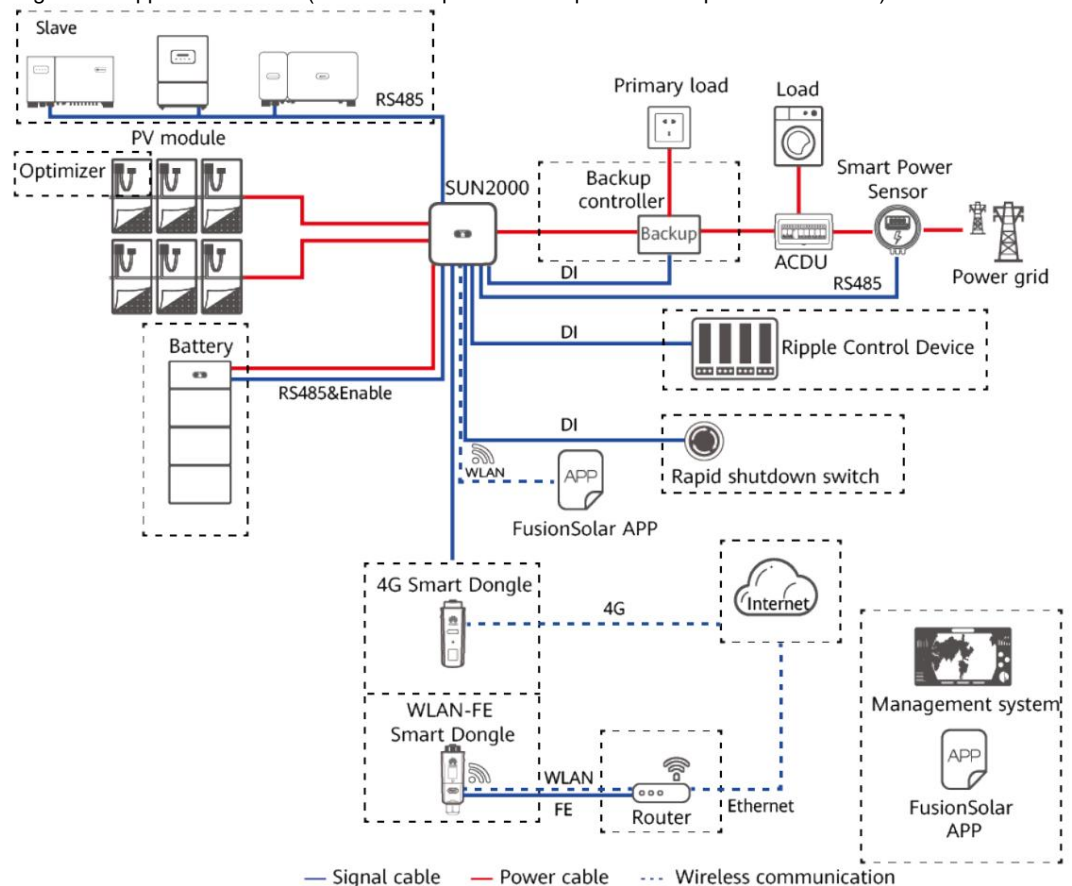 Slave
RS485
PV module
Optimizer
SUN2000
Primary load
Load
Backup
controller
Smart Power
Sensor
Backup
ACDU
Power grid
DI
RS485
Battery
RS485&Enable
DI
Ripple Control Device
DI
WLAN
APP
Rapid shutdown switch
FusionSolar APP
4G Smart Dongle
4G
Internet
WLAN-FE
Smart Dongle
WLAN
FE
Router
Ethernet
Management system
APP
FusionSolar
APP
Signal cable
Power cable
Wireless communication